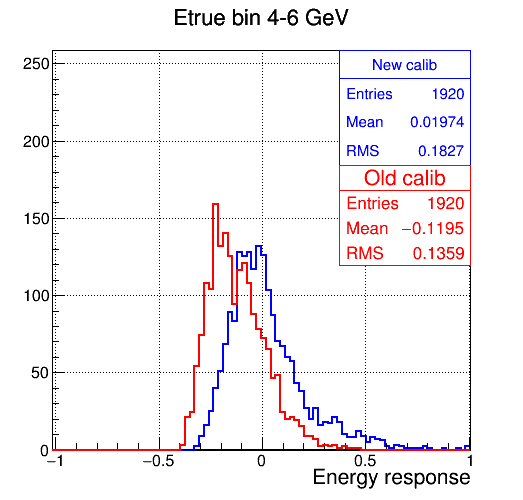 Etrue bin 4-6 GeV
250
200
150
100
50
0
New calib
Entries 1920
Mean 0.01974
RMS 0.1827
Old calib
Entries 1920
Mean −0.1195
RMS 0.1359
−1 −0.5 0 0.5 1
Energy response